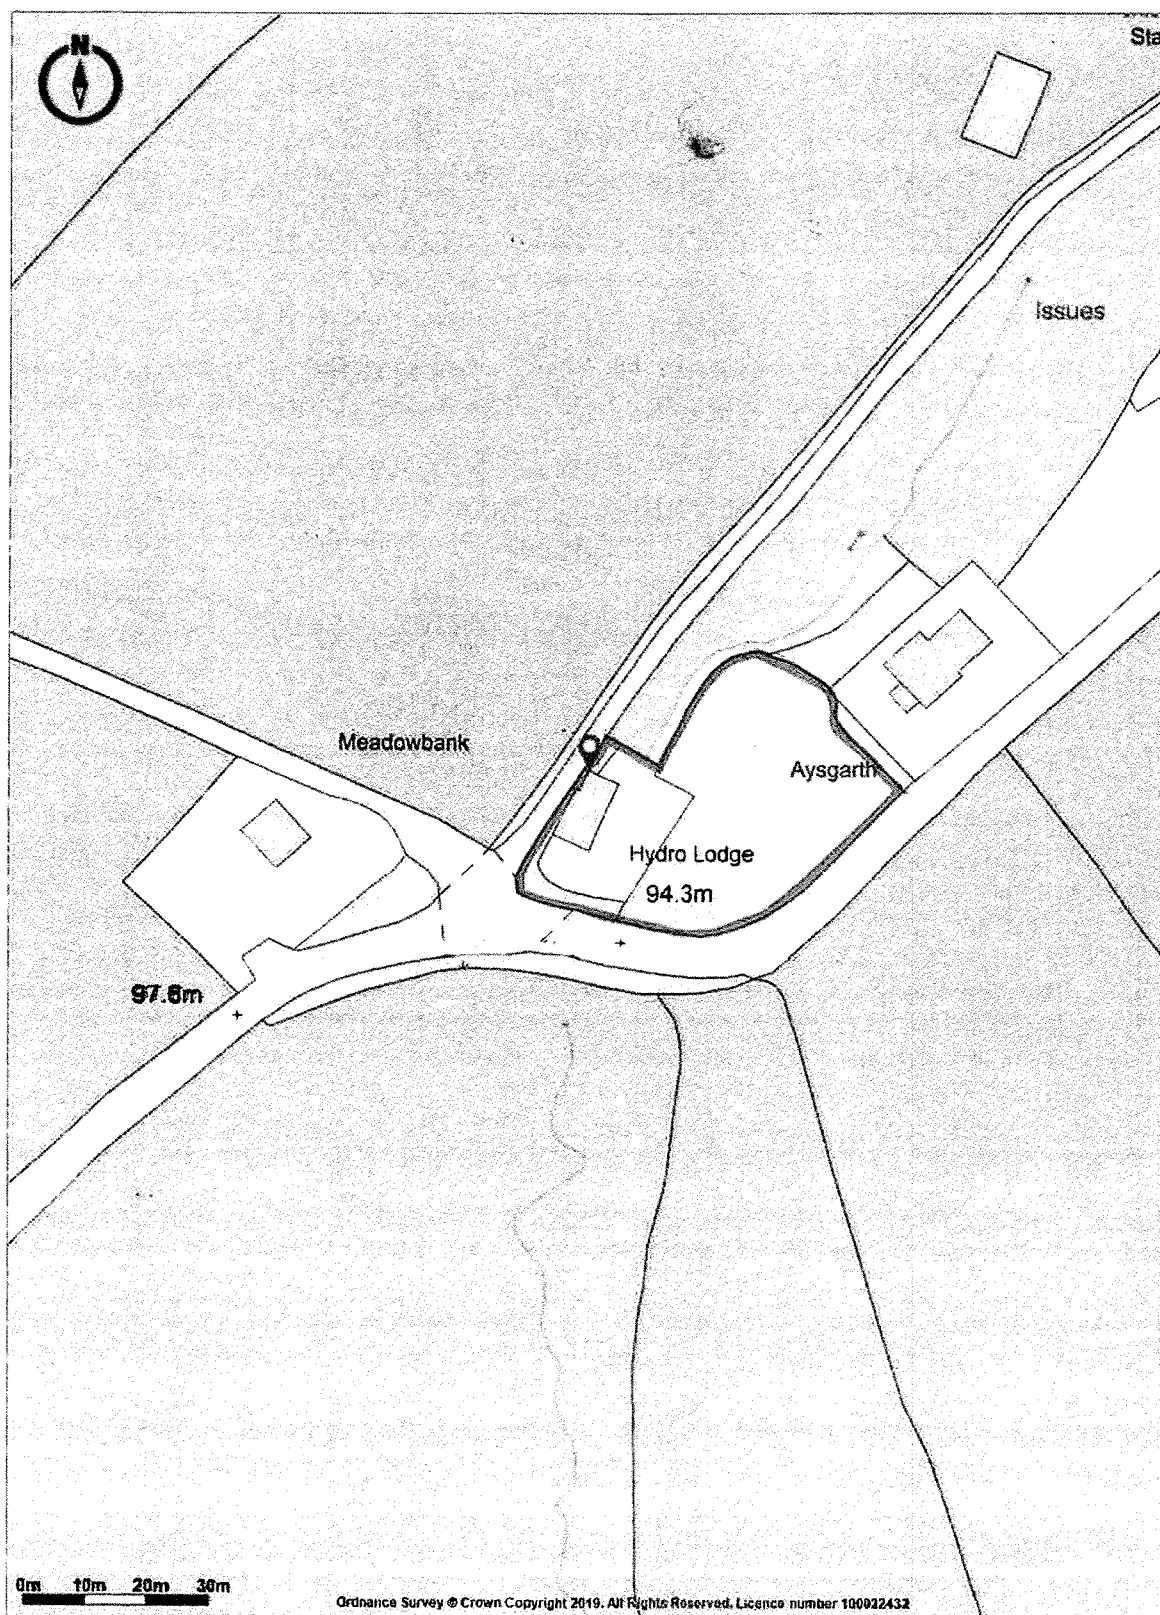 N
Sta
Issues
Meadowbank
Aysgarth
Hydro Lodge
94.3m
97.6m
0m 10m 20m 30m
Ordnance Survey © Crown Copyright 2019. All Rights Reserved. Licence number 100022432